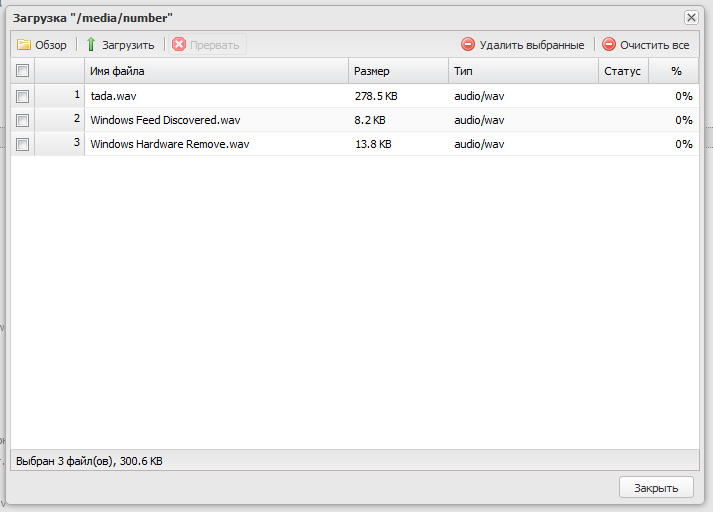 Загрузка "/media/number"
Обзор Загрузить Прервать Удалить выбранные Очистить все
Имя файла Размер Тип Статус %
1 tada.wav 278.5 KB audio/wav 0%
2 Windows Feed Discovered.wav 8.2 KB audio/wav 0%
3 Windows Hardware Remove.wav 13.8 KB audio/wav 0%
Выбран 3 файл(ов), 300.6 KB
Закрыть